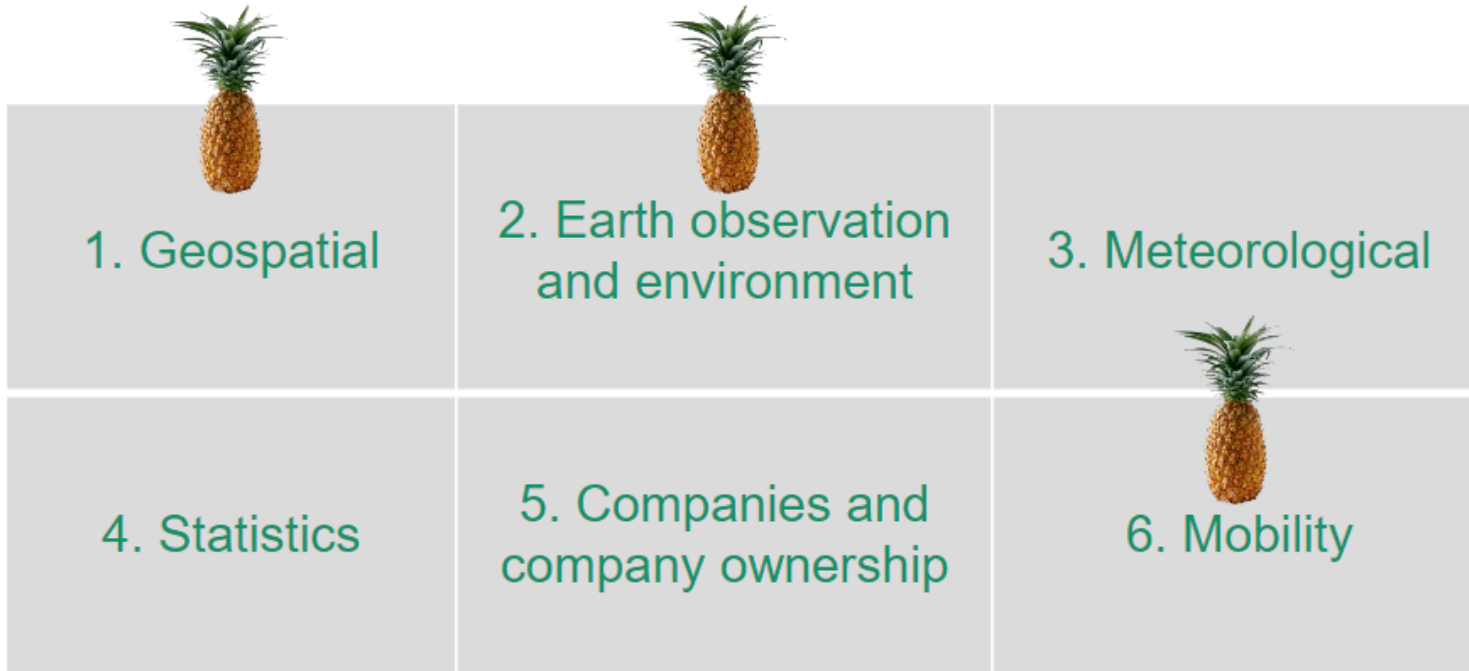 1. Geospatial
2. Earth observation
and environment
3. Meteorological
4. Statistics
5. Companies and
company ownership
6. Mobility